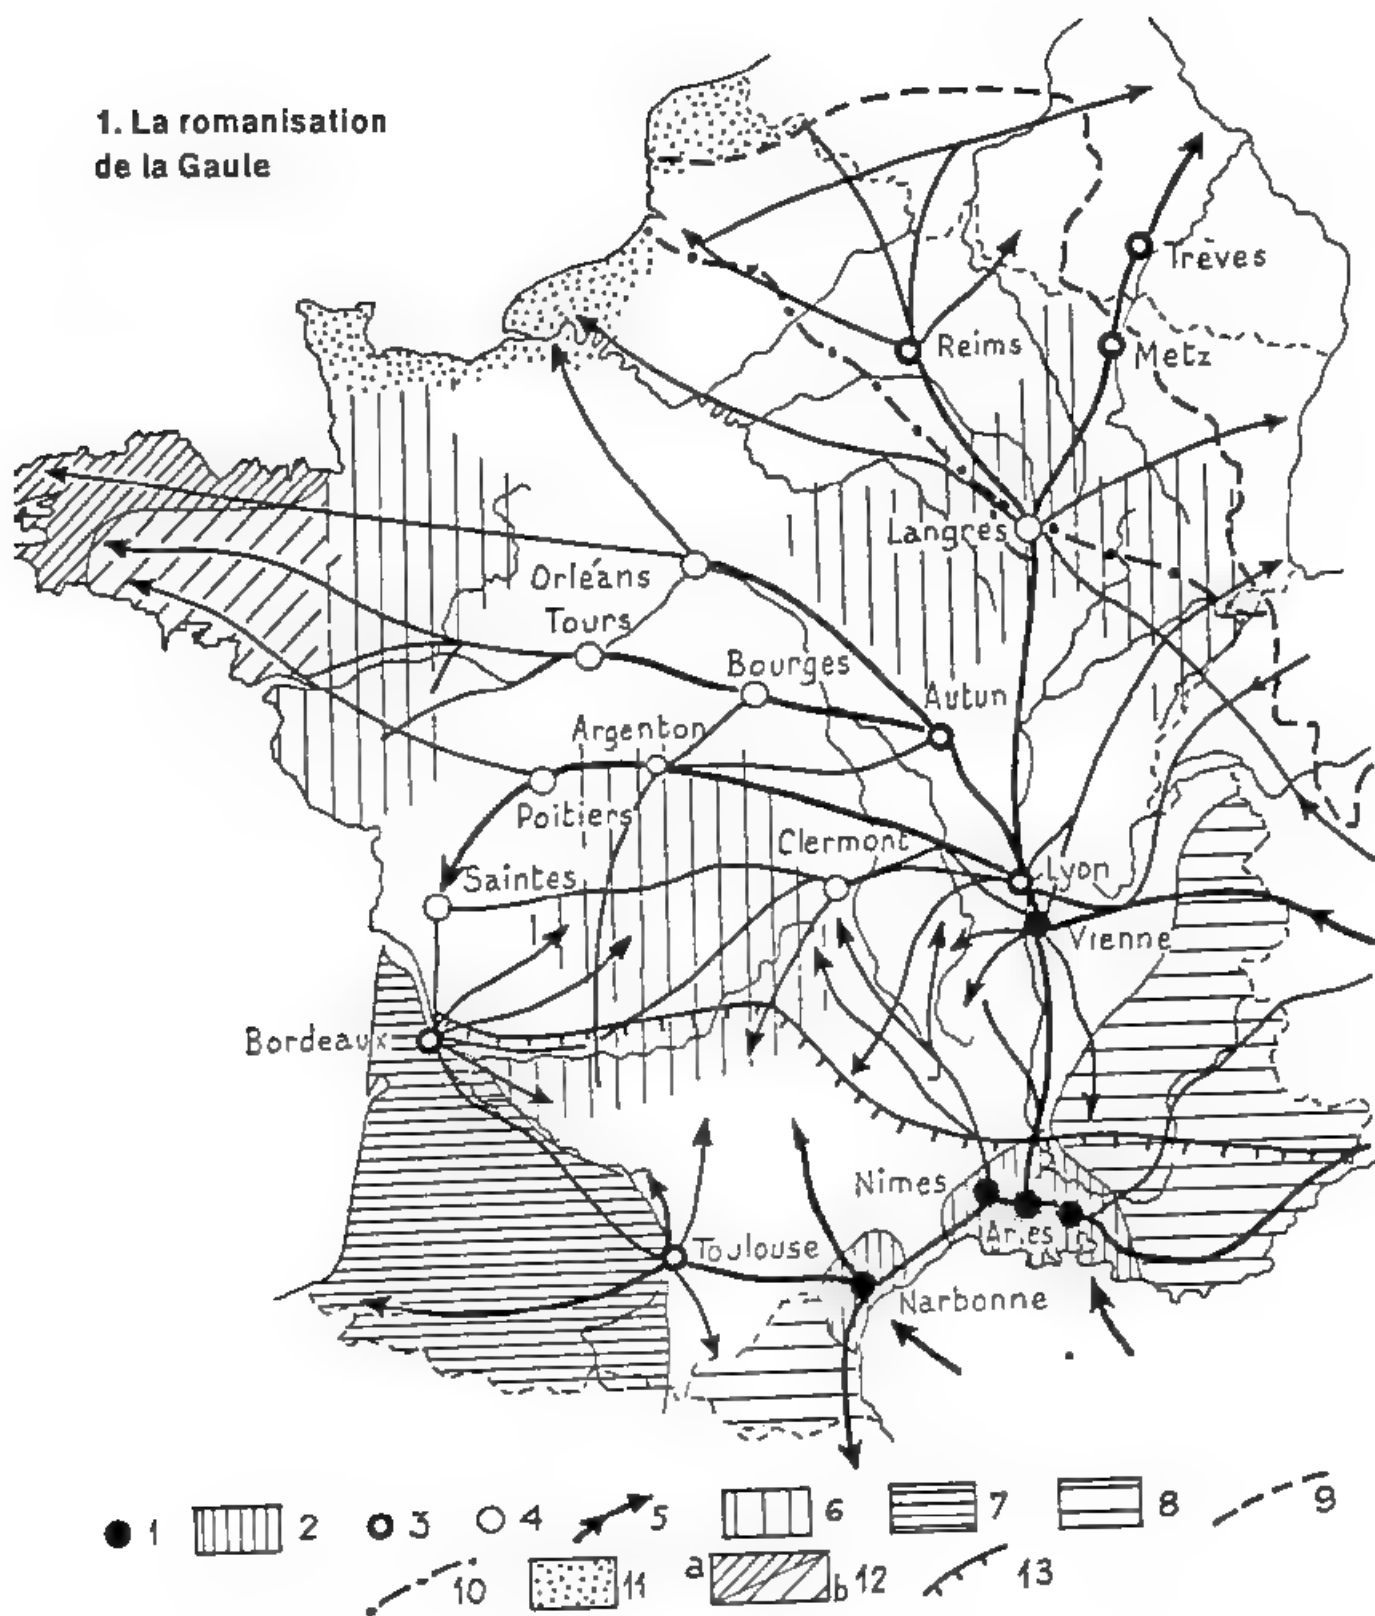 1. La romanisation
de la Gaule
Trèves
Reims
Metz
Langres
Orléans
Tours
Bourges
Autun
Argenton
Poitiers
Clermont
Saintes
Lyon
Vienne
Bordeaux
Nimes
Arles
Toulouse
Narbonne
1 2 3 4 5 6 7 8 9
10 11 a b 12 13